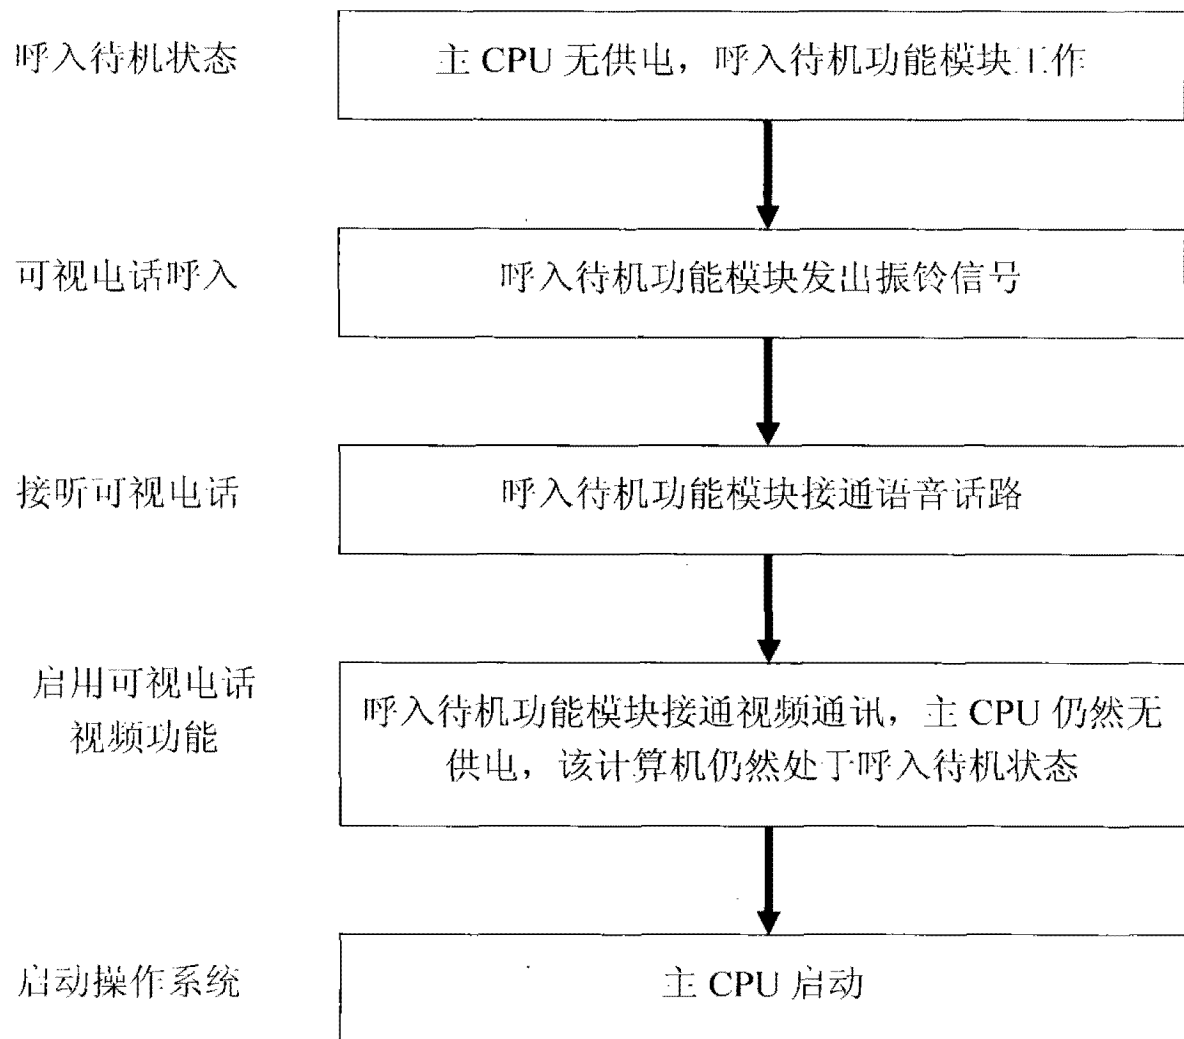 呼入待机状态
主 CPU 无供电，呼入待机功能模块工作
可视电话呼入
呼入待机功能模块发出振铃信号
接听可视电话
呼入待机功能模块接通语音话路
启用可视电话
视频功能
呼入待机功能模块接通视频通讯，主 CPU 仍然无
供电，该计算机仍然处于呼入待机状态
启动操作系统
主 CPU 启动